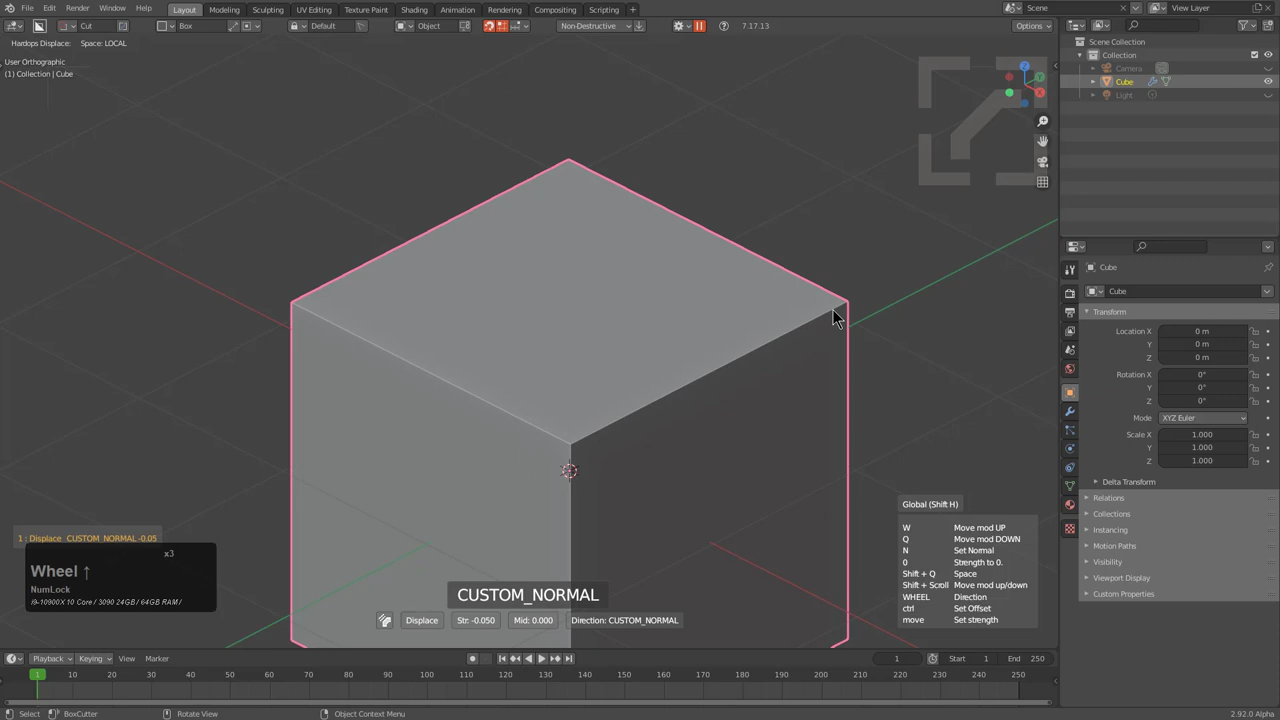 File Edit Render Window Help Layout Modeling Sculpting UV Editing Texture Paint Shading Animation Rendering Compositing Scripting + Scene View Layer
Cut Box Default Object Non-Destructive 7.17.13 Options
Hardops Displace: Space: LOCAL
User Orthographic
(1) Collection | Cube
Scene Collection
Collection
Camera
Cube
Light
Z
Y
X
Cube
Cube
Transform
Location X 0 m
Y 0 m
Z 0 m
Rotation X 0°
Y 0°
Z 0°
Mode XYZ Euler
Scale X 1.000
Y 1.000
Z 1.000
Delta Transform
Relations
Collections
Instancing
Motion Paths
Visibility
Viewport Display
Custom Properties
Global (Shift H)
W Move mod UP
Q Move mod DOWN
N Set Normal
0 Strength to 0.
Shift + Q Space
Shift + Scroll Move mod up/down
WHEEL Direction
ctrl Set Offset
move Set strength
1 : Displace CUSTOM_NORMAL -0.05
x3
Wheel ↑
NumLock
i9-10900X 10 Core / 3090 24GB / 64GB RAM /
CUSTOM_NORMAL
Displace Str: -0.050 Mid: 0.000 Direction: CUSTOM_NORMAL
Playback Keying View Marker 1 Start 1 End 250
1 10 20 30 40 50 60 70 80 90 100 110 120 130 140 150 160 170 180 190 200 210 220 230 240 250
Select BoxCutter Rotate View Object Context Menu 2.92.0 Alpha